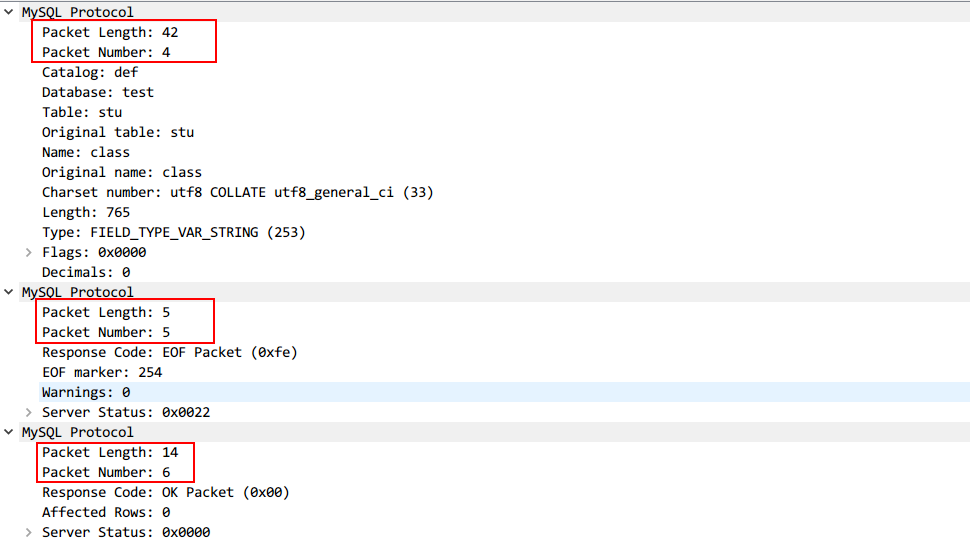 MySQL Protocol
Packet Length: 42
Packet Number: 4
Catalog: def
Database: test
Table: stu
Original table: stu
Name: class
Original name: class
Charset number: utf8 COLLATE utf8_general_ci (33)
Length: 765
Type: FIELD_TYPE_VAR_STRING (253)
Flags: 0x0000
Decimals: 0
MySQL Protocol
Packet Length: 5
Packet Number: 5
Response Code: EOF Packet (0xfe)
EOF marker: 254
Warnings: 0
Server Status: 0x0022
MySQL Protocol
Packet Length: 14
Packet Number: 6
Response Code: OK Packet (0x00)
Affected Rows: 0
Server Status: 0x0000